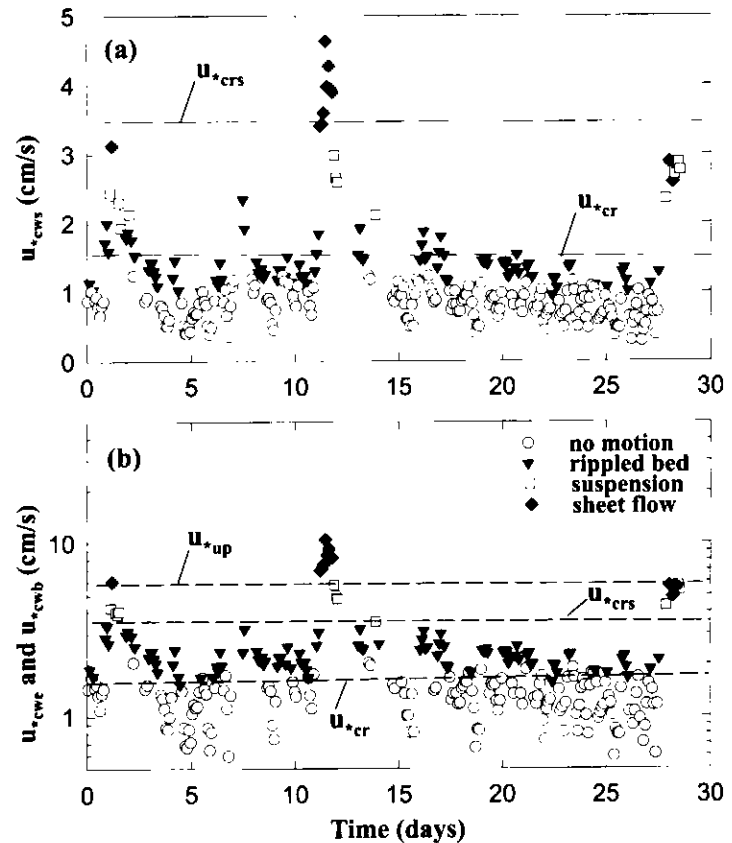 (a)
u*crs
u*cr
u*cws (cm/s)
5
4
3
2
1
0
0 5 10 15 20 25 30
(b)
no motion
rippled bed
suspension
sheet flow
u*up
u*crs
u*cr
u*cwe and u*cwb (cm/s)
10
1
0 5 10 15 20 25 30
Time (days)